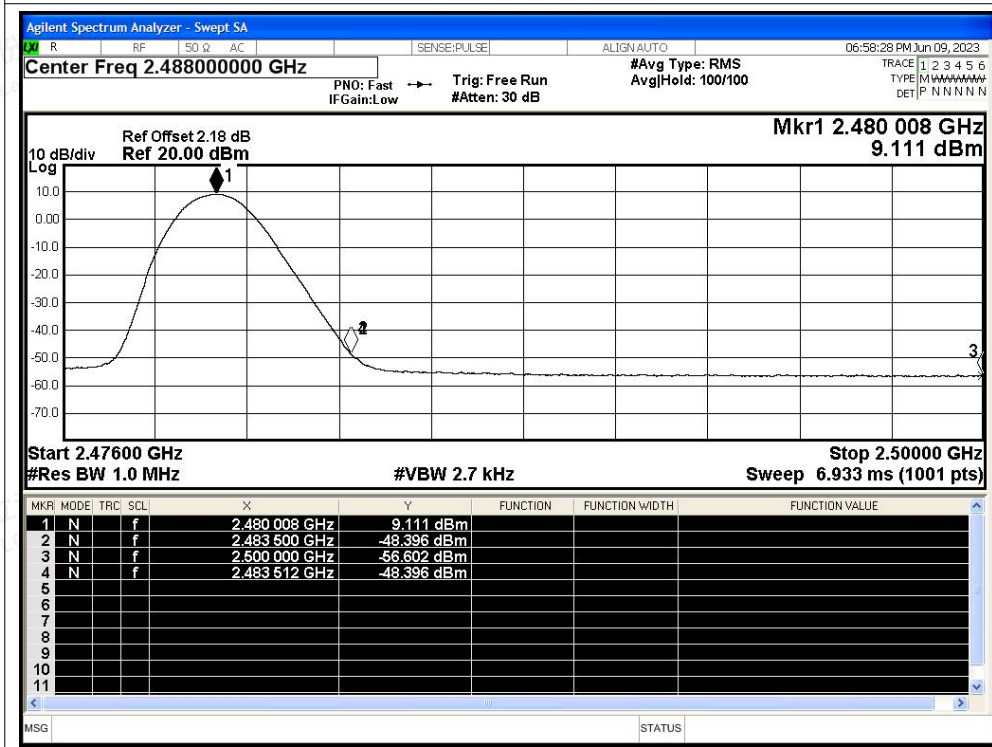 Agilent Spectrum Analyzer - Swept SA
LXI R RF 50 Ω AC SENSE:PULSE ALIGN AUTO 06:58:28 PM Jun 09, 2023
Center Freq 2.488000000 GHz
PNO: Fast
IFGain:Low
Trig: Free Run
#Atten: 30 dB
#Avg Type: RMS
Avg|Hold: 100/100
TRACE 1 2 3 4 5 6
TYPE M
DET P N N N N N
Ref Offset 2.18 dB
10 dB/div Ref 20.00 dBm
Log
Mkr1 2.480 008 GHz
9.111 dBm
1
10.0
0.00
-10.0
-20.0
-30.0
-40.0
-50.0
3
-60.0
-70.0
Start 2.47600 GHz Stop 2.50000 GHz
#Res BW 1.0 MHz #VBW 2.7 kHz Sweep 6.933 ms (1001 pts)
MKR MODE TRC SCL X Y FUNCTION FUNCTION WIDTH FUNCTION VALUE
1 N f 2.480 008 GHz 9.111 dBm
2 N f 2.483 500 GHz -48.396 dBm
3 N f 2.500 000 GHz -56.602 dBm
4 N f 2.483 512 GHz -48.396 dBm
5
6
7
8
9
10
11
MSG STATUS